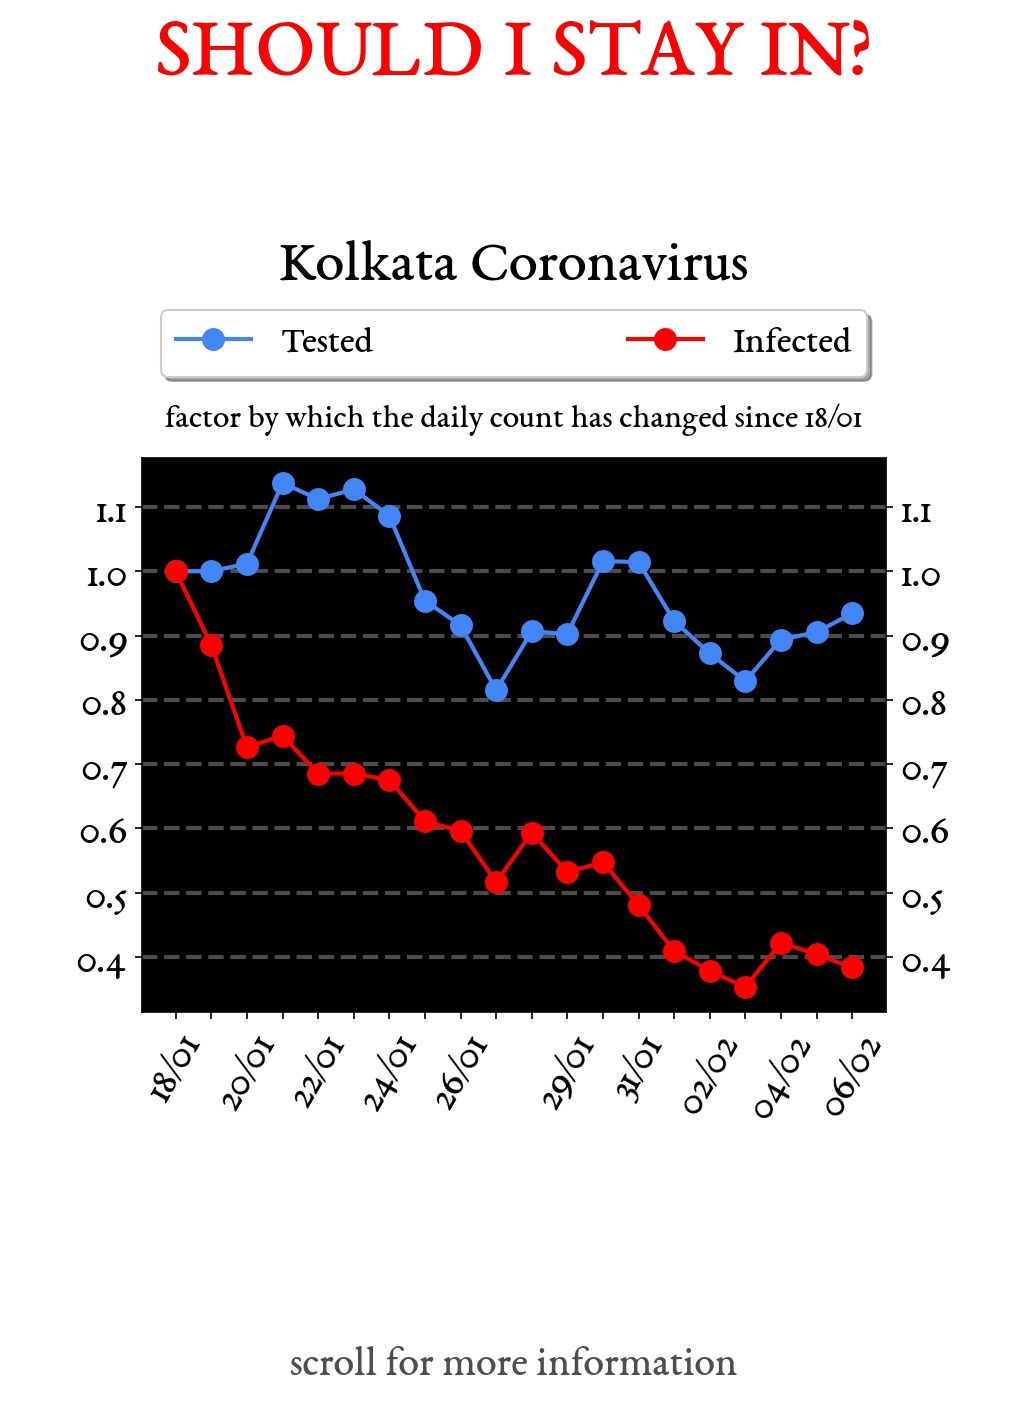 SHOULD I STAY IN?
Kolkata Coronavirus
Tested Infected
factor by which the daily count has changed since 18/01
1.1 1.1
1.0 1.0
0.9 0.9
0.8 0.8
0.7 0.7
0.6 0.6
0.5 0.5
0.4 0.4
18/01 20/01 22/01 24/01 26/01 29/01 31/01 02/02 04/02 06/02
scroll for more information